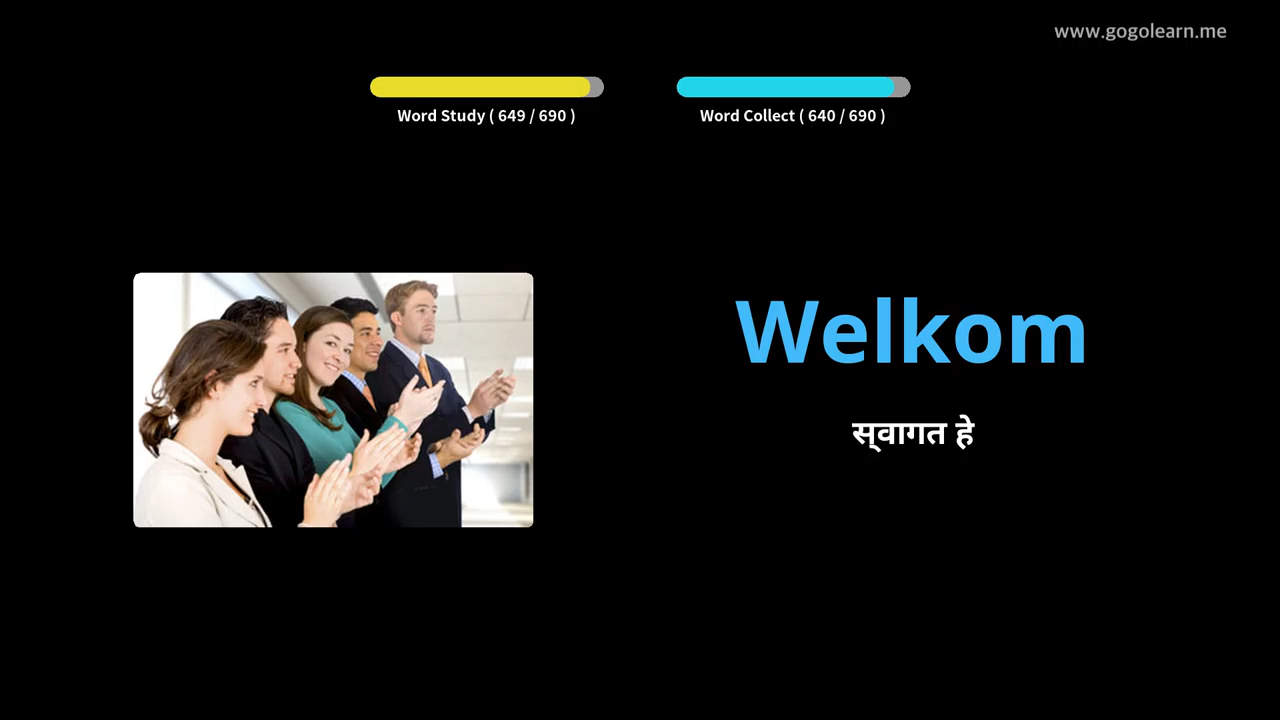 www.gogolearn.me
Word Study ( 649 / 690 )
Word Collect ( 640 / 690 )
Welkom
स्वागत हे